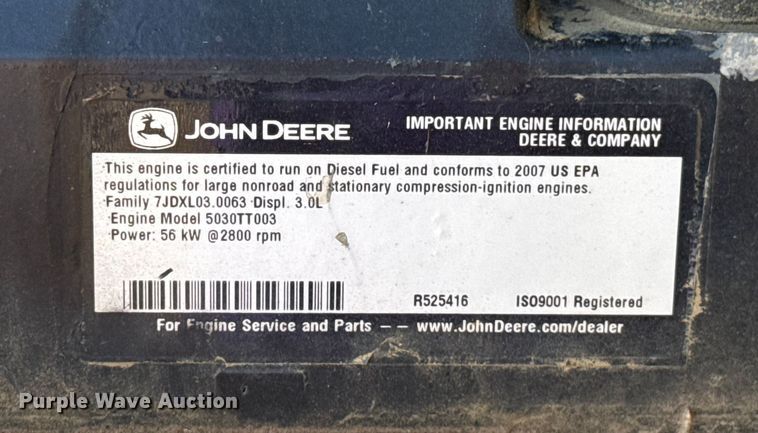 JOHN DEERE
IMPORTANT ENGINE INFORMATION
DEERE & COMPANY
This engine is certified to run on Diesel Fuel and conforms to 2007 US EPA
regulations for large nonroad and stationary compression-ignition engines.
Family 7JDXL03.0063 Displ. 3.0L
Engine Model 5030TT003
Power: 56 kW @2800 rpm
R525416 ISO9001 Registered
For Engine Service and Parts – – www.JohnDeere.com/dealer
Purple Wave Auction